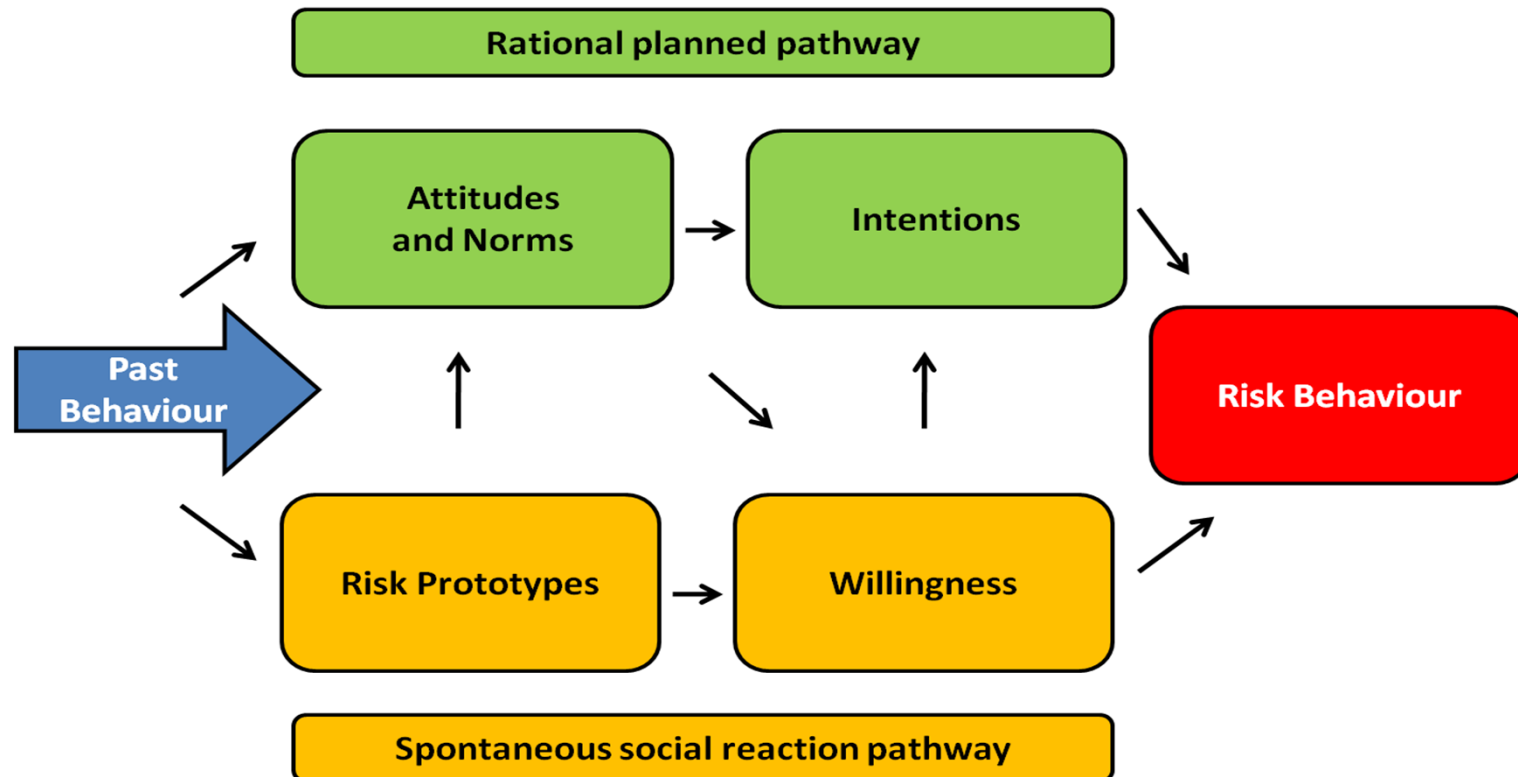 Rational planned pathway
Attitudes
and Norms
Intentions
Past
Behaviour
Risk Behaviour
Risk Prototypes
Willingness
Spontaneous social reaction pathway